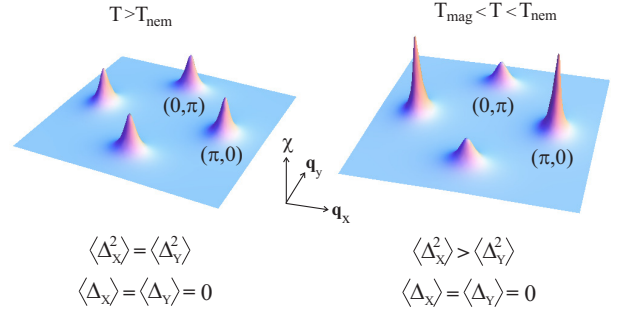 T > T_nem
(0,π)
(π,0)
⟨Δ_X^2⟩ = ⟨Δ_Y^2⟩
⟨Δ_X⟩ = ⟨Δ_Y⟩ = 0
χ
q_y
q_x
T_mag < T < T_nem
(0,π)
(π,0)
⟨Δ_X^2⟩ > ⟨Δ_Y^2⟩
⟨Δ_X⟩ = ⟨Δ_Y⟩ = 0